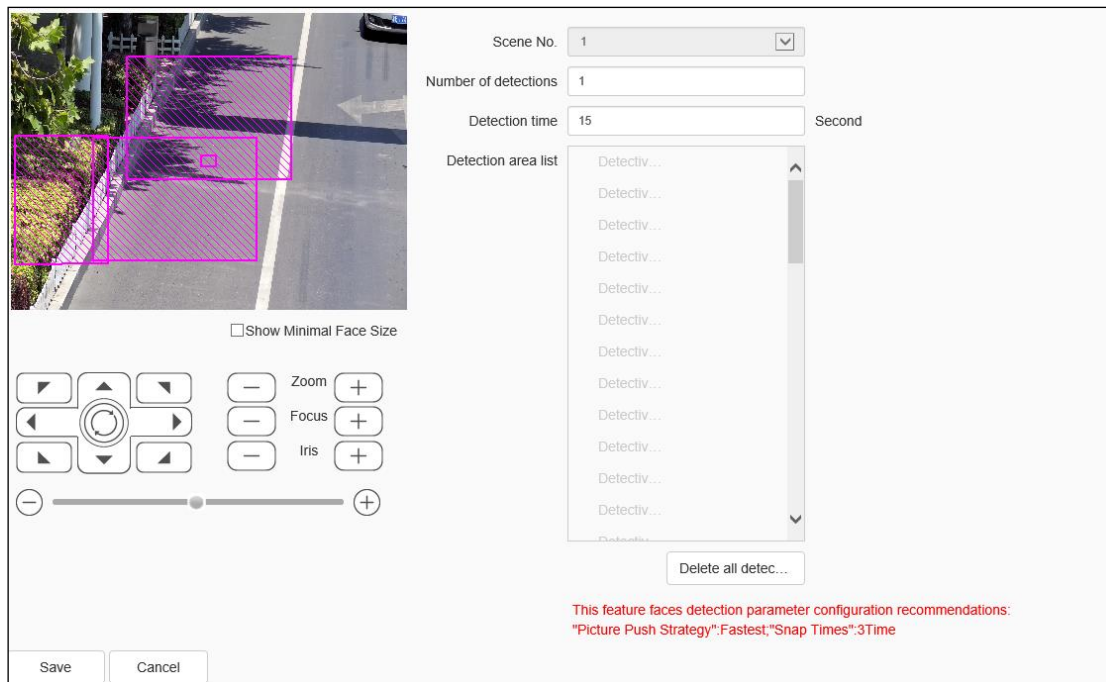 Scene No. 1
Number of detections 1
Detection time 15 Second
Detection area list Detectiv...
Detectiv...
Detectiv...
Detectiv...
Detectiv...
Detectiv...
Detectiv...
Detectiv...
Detectiv...
Detectiv...
Detectiv...
Detectiv...
Show Minimal Face Size
Zoom
Focus
Iris
Delete all detec...
This feature faces detection parameter configuration recommendations:
"Picture Push Strategy":Fastest;"Snap Times":3Time
Save Cancel